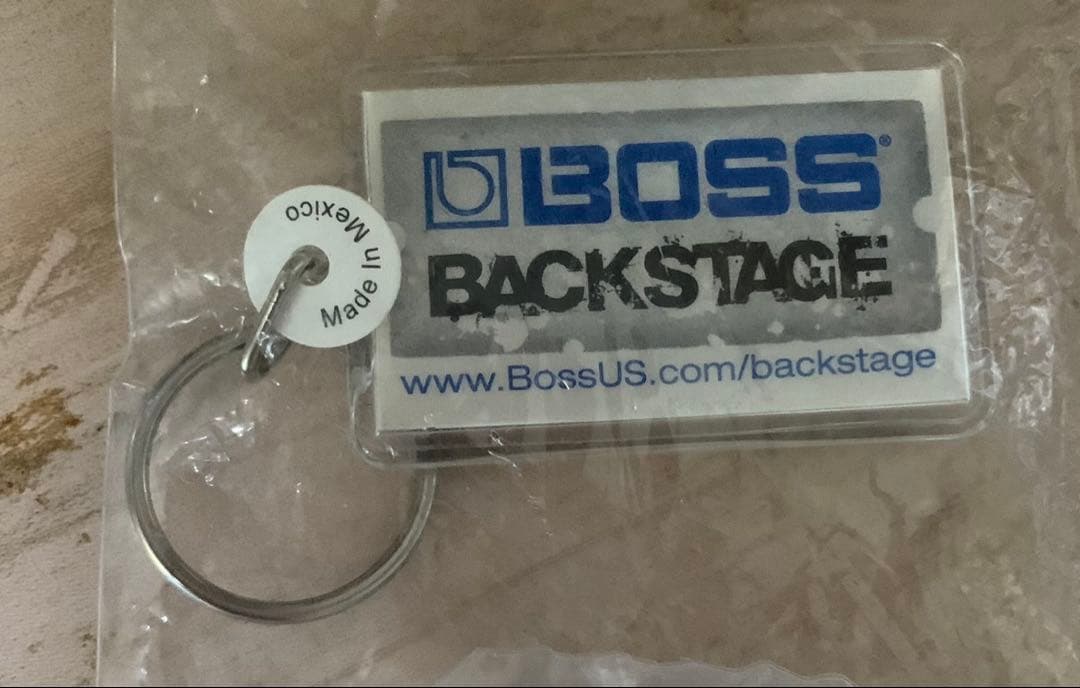 Made In Mexico
BOSS®
BACKSTAGE
www.BossUS.com/backstage